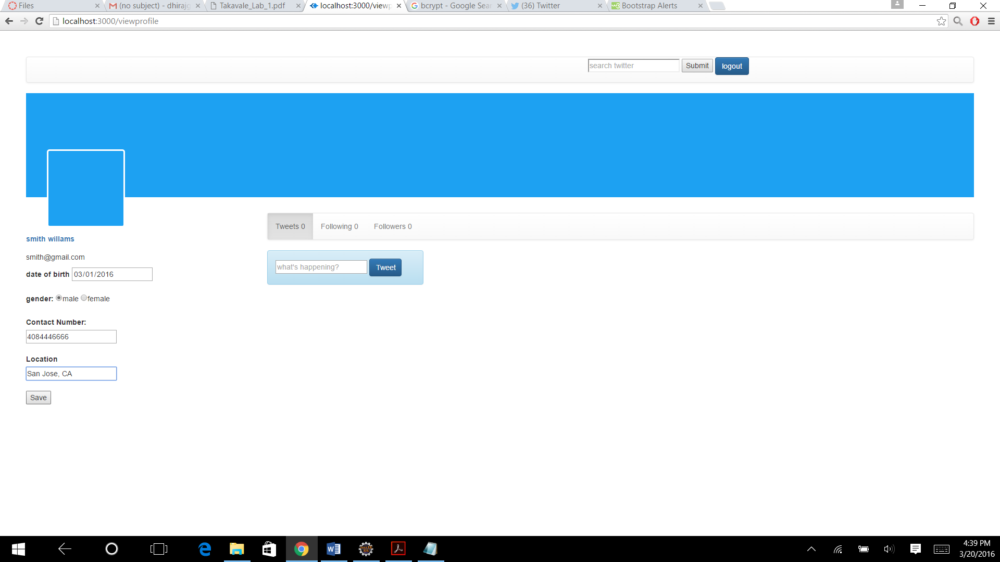 Files
(no subject) - dhirajg
Takavale_Lab_1.pdf
localhost:3000/viewp
bcrypt - Google Sear
(36) Twitter
Bootstrap Alerts
localhost:3000/viewprofile
search twitter Submit logout
Tweets 0 Following 0 Followers 0
smith willams
smith@gmail.com
date of birth 03/01/2016
gender: male female
Contact Number:
4084446666
Location
San Jose, CA
Save
what's happening? Tweet
4:39 PM
3/20/2016